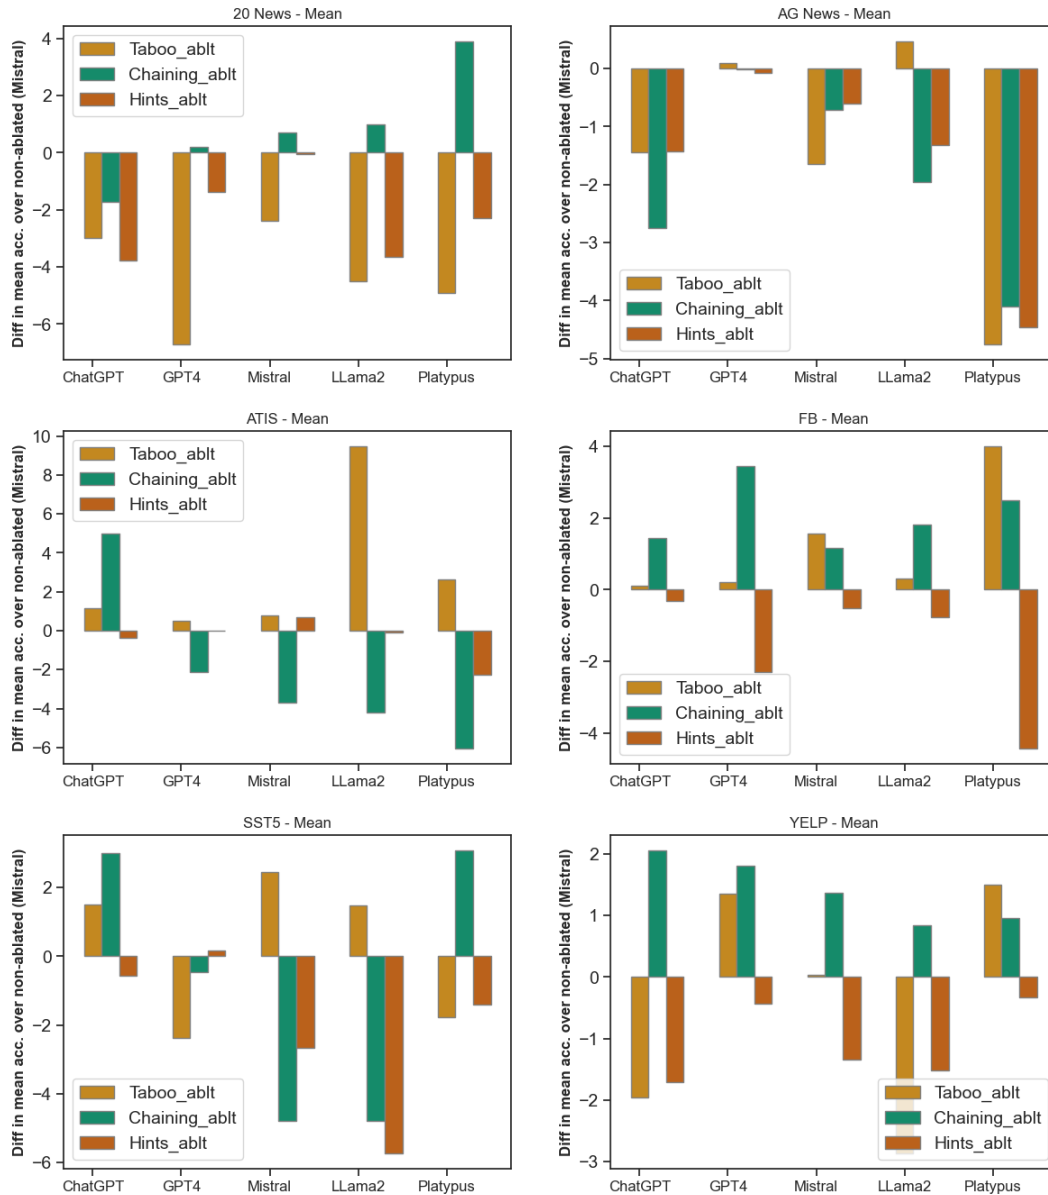 20 News - Mean
Diff in mean acc. over non-ablated (Mistral)
4
2
0
−2
−4
−6
Taboo_ablt
Chaining_ablt
Hints_ablt
ChatGPT GPT4 Mistral LLama2 Platypus
AG News - Mean
Diff in mean acc. over non-ablated (Mistral)
0
−1
−2
−3
−4
−5
Taboo_ablt
Chaining_ablt
Hints_ablt
ChatGPT GPT4 Mistral LLama2 Platypus
ATIS - Mean
Diff in mean acc. over non-ablated (Mistral)
10
8
6
4
2
0
−2
−4
−6
Taboo_ablt
Chaining_ablt
Hints_ablt
ChatGPT GPT4 Mistral LLama2 Platypus
FB - Mean
Diff in mean acc. over non-ablated (Mistral)
4
2
0
−2
−4
Taboo_ablt
Chaining_ablt
Hints_ablt
ChatGPT GPT4 Mistral LLama2 Platypus
SST5 - Mean
Diff in mean acc. over non-ablated (Mistral)
2
0
−2
−4
−6
Taboo_ablt
Chaining_ablt
Hints_ablt
ChatGPT GPT4 Mistral LLama2 Platypus
YELP - Mean
Diff in mean acc. over non-ablated (Mistral)
2
1
0
−1
−2
−3
Taboo_ablt
Chaining_ablt
Hints_ablt
ChatGPT GPT4 Mistral LLama2 Platypus